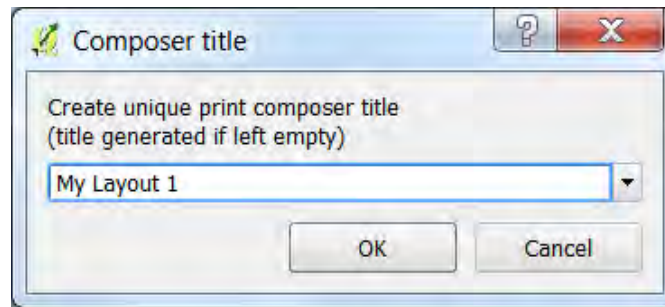 Composer title
Create unique print composer title
(title generated if left empty)
My Layout 1
OK Cancel